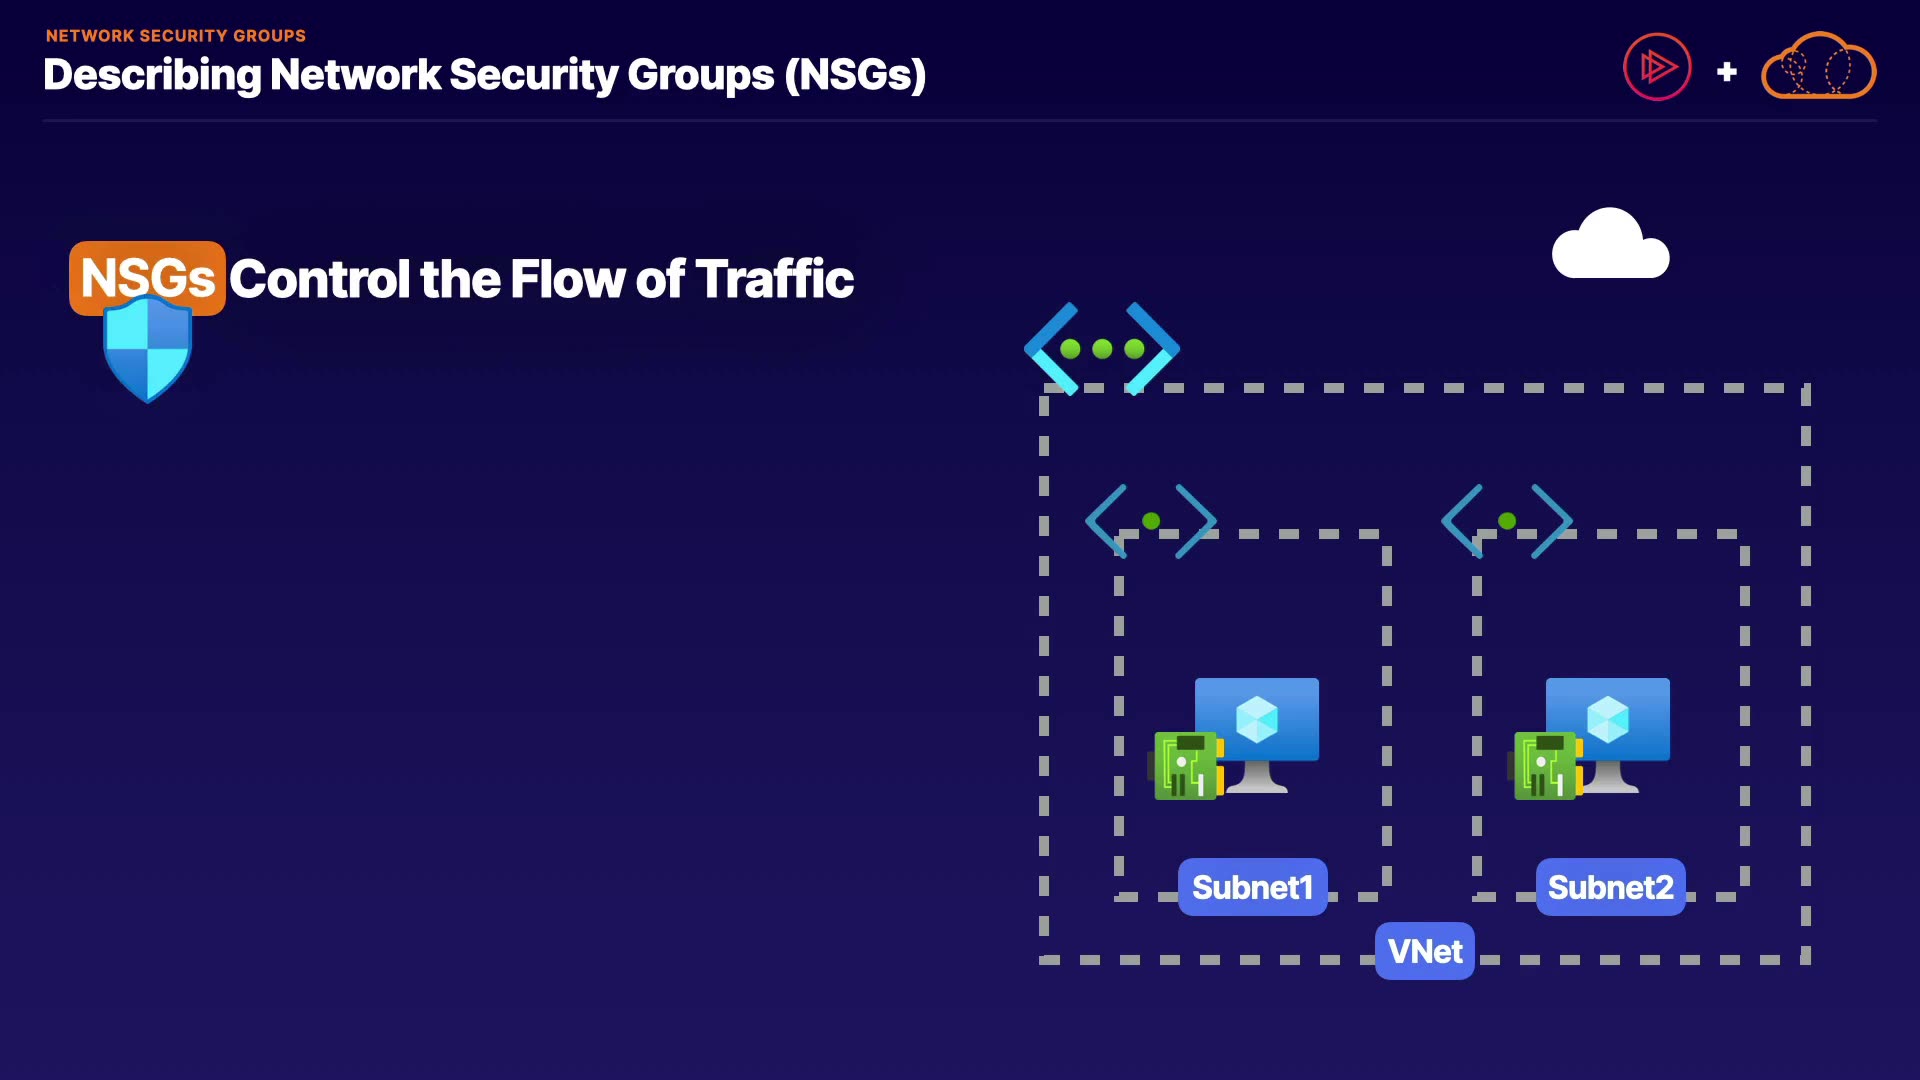 NETWORK SECURITY GROUPS
Describing Network Security Groups (NSGs)
+
NSGs Control the Flow of Traffic
Subnet1
Subnet2
VNet